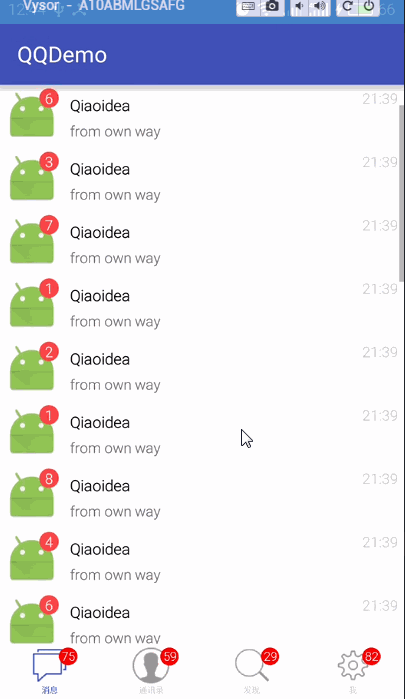 Vysor - A10ABMLGSAFG
QQDemo
6
Qiaoidea
21:39
from own way
3
Qiaoidea
21:39
from own way
7
Qiaoidea
21:39
from own way
1
Qiaoidea
21:39
from own way
2
Qiaoidea
21:39
from own way
1
Qiaoidea
21:39
from own way
8
Qiaoidea
21:39
from own way
4
Qiaoidea
21:39
from own way
6
Qiaoidea
21:39
from own way
75
59
29
82
消息
通讯录
发现
我